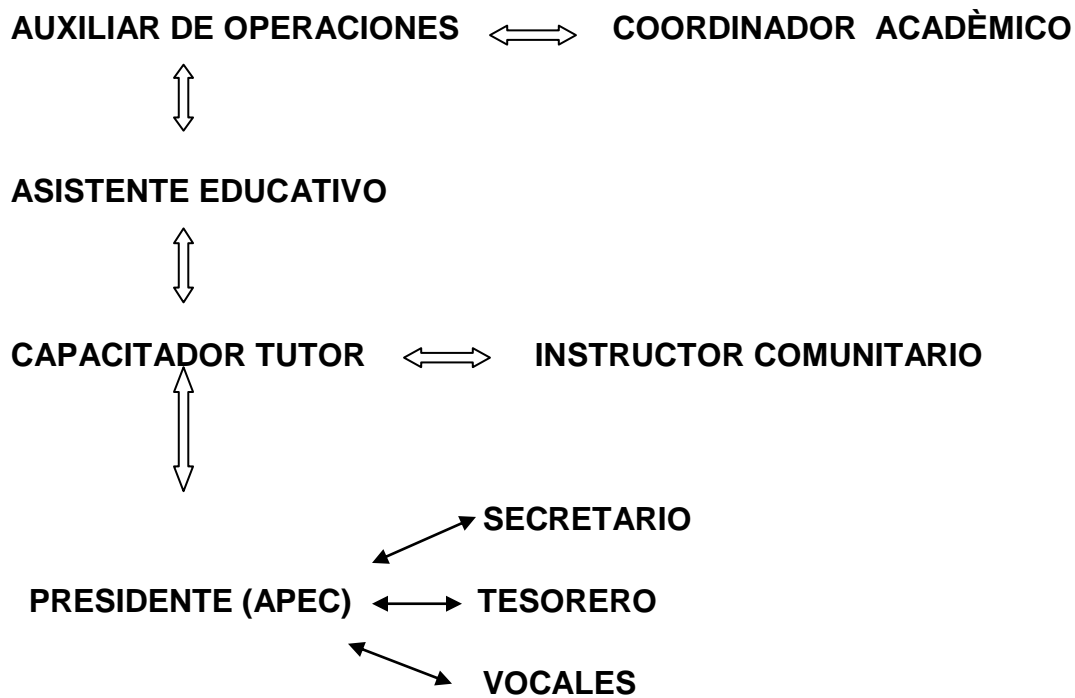 AUXILIAR DE OPERACIONES COORDINADOR ACADÈMICO
ASISTENTE EDUCATIVO
CAPACITADOR TUTOR INSTRUCTOR COMUNITARIO
SECRETARIO
PRESIDENTE (APEC) TESORERO
VOCALES